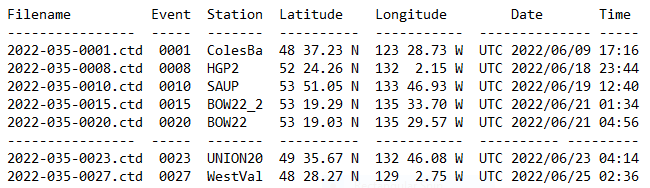 Filename          Event  Station   Latitude    Longitude        Date       Time
----------------  -----  -------  ----------  -----------  -------------- -----
2022-035-0001.ctd  0001  ColesBa  48 37.23 N  123 28.73 W  UTC 2022/06/09 17:16
2022-035-0008.ctd  0008  HGP2     52 24.26 N  132  2.15 W  UTC 2022/06/18 23:44
2022-035-0010.ctd  0010  SAUP     53 51.05 N  133 46.93 W  UTC 2022/06/19 12:40
2022-035-0015.ctd  0015  BOW22_2  53 19.29 N  135 33.70 W  UTC 2022/06/21 01:34
2022-035-0020.ctd  0020  BOW22    53 19.03 N  135 29.57 W  UTC 2022/06/21 04:56
----------------  -----  -------  ----------  -----------  ---------- ---------
2022-035-0023.ctd  0023  UNION20  49 35.67 N  132 46.08 W  UTC 2022/06/23 04:14
2022-035-0027.ctd  0027  WestVal  48 28.27 N  129  2.75 W  UTC 2022/06/25 02:36